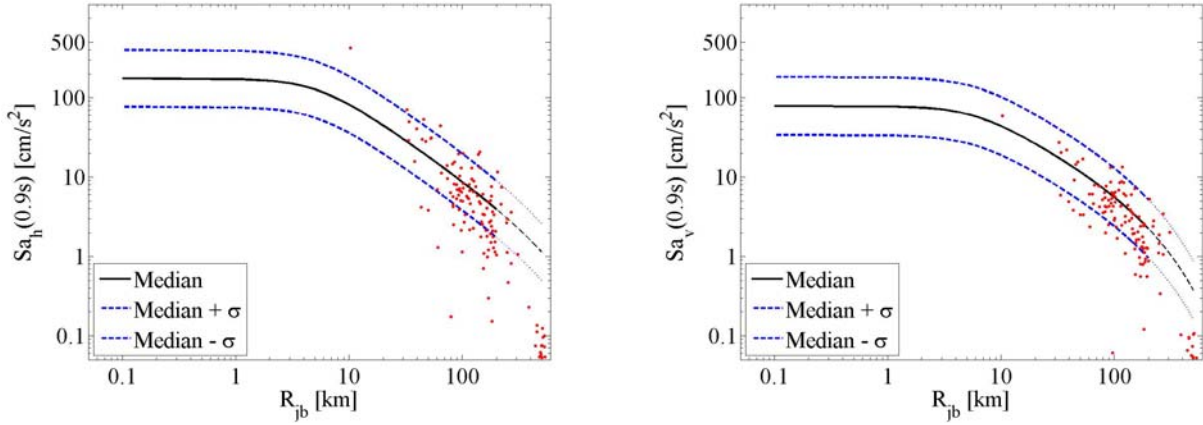 500
100
10
1
0.1
Sa_h(0.9s) [cm/s²]
Median
Median + σ
Median - σ
0.1 1 10 100
R_jb [km]
500
100
10
1
0.1
Sa_v(0.9s) [cm/s²]
Median
Median + σ
Median - σ
0.1 1 10 100
R_jb [km]